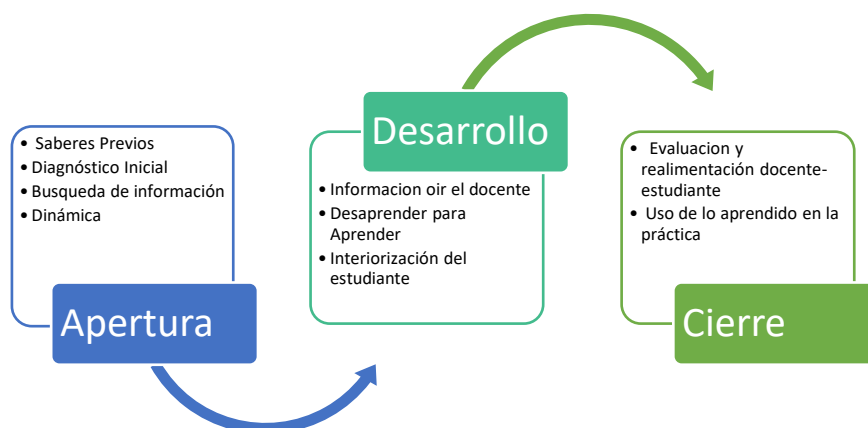 • Saberes Previos
• Diagnóstico Inicial
• Busqueda de información
• Dinámica
Apertura
Desarrollo
• Informacion oir el docente
• Desaprender para
Aprender
• Interiorización del
estudiante
• Evaluacion y
realimentación docente-
estudiante
• Uso de lo aprendido en la
práctica
Cierre